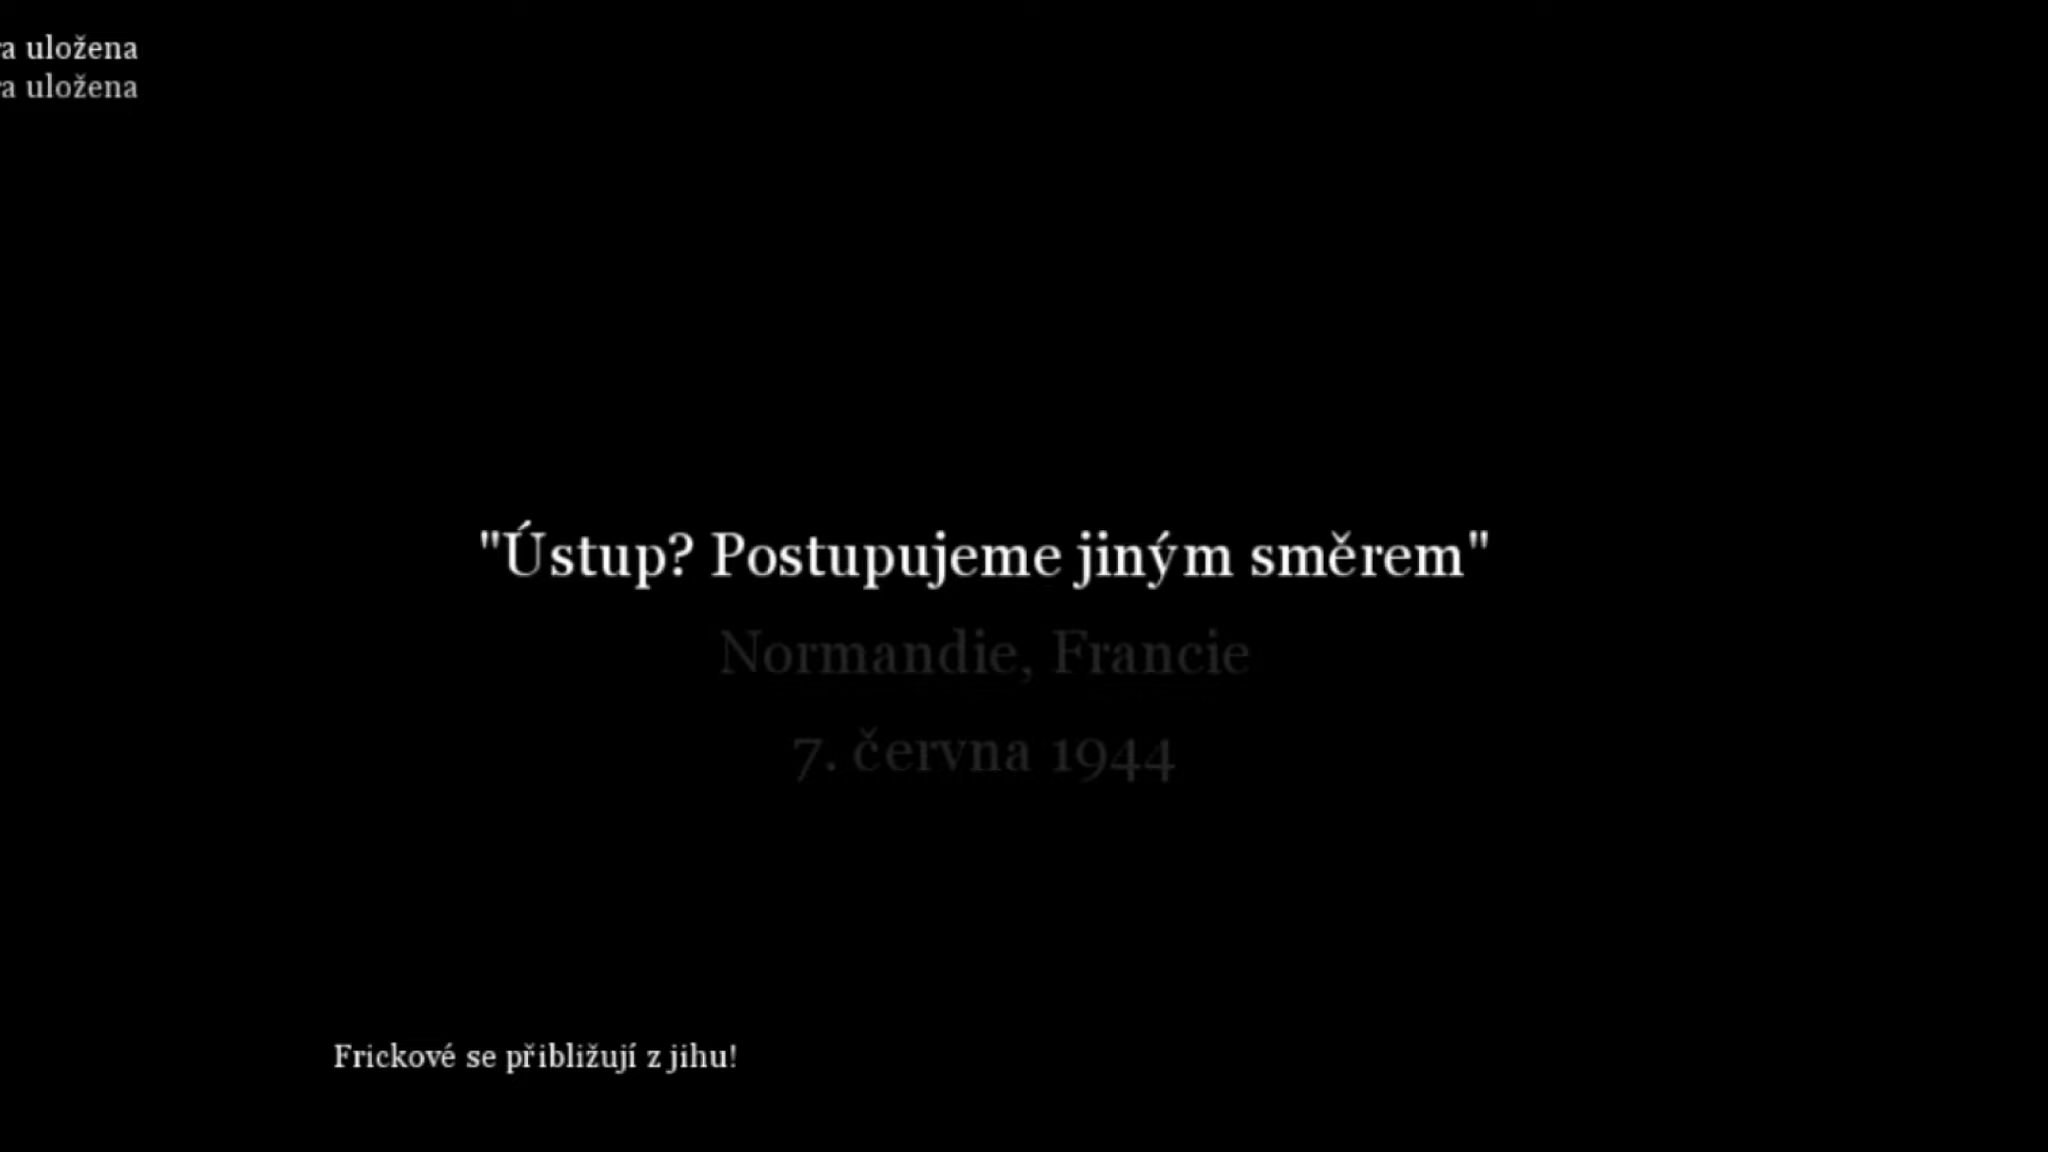 a uložena
a uložena
"Ústup? Postupujeme jiným směrem"
Normandie, Francie
7. června 1944
Frickové se přibližují z jihu!